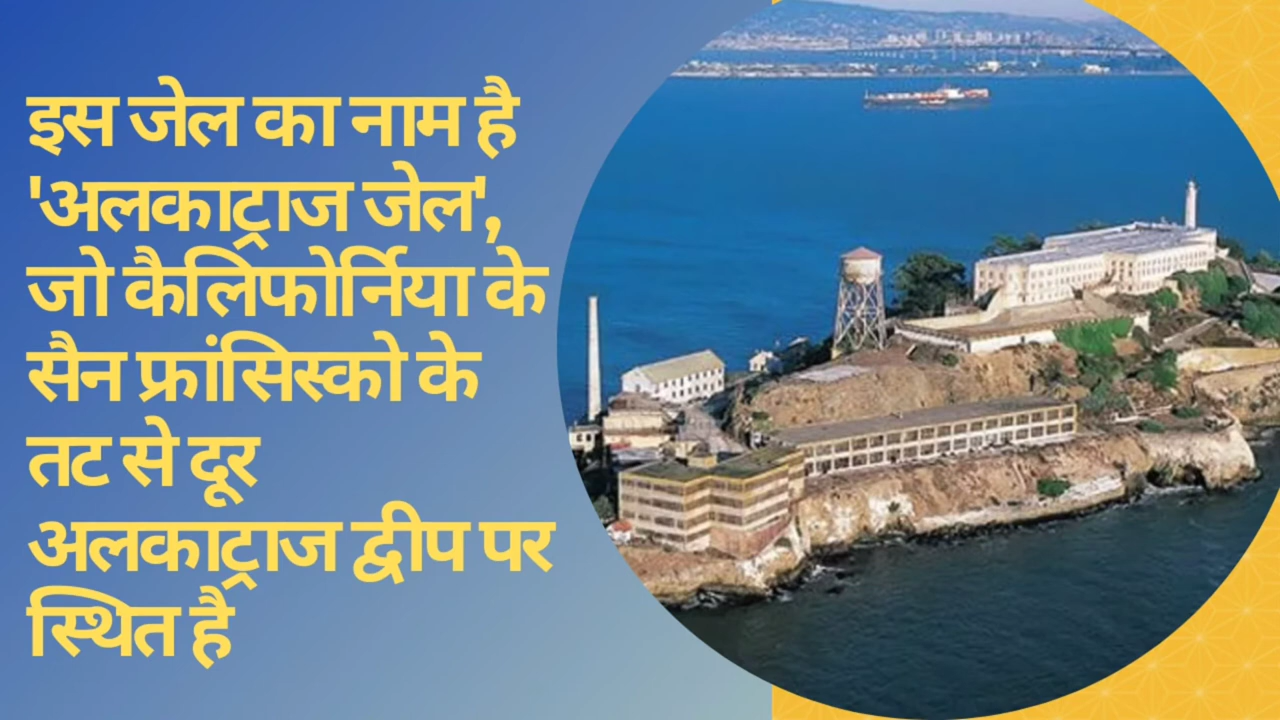 इस जेल का नाम है
'अलकाट्राज जेल',
जो कैलिफोर्निया के
सैन फ्रांसिस्को के
तट से दूर
अलकाट्राज द्वीप पर
स्थित है